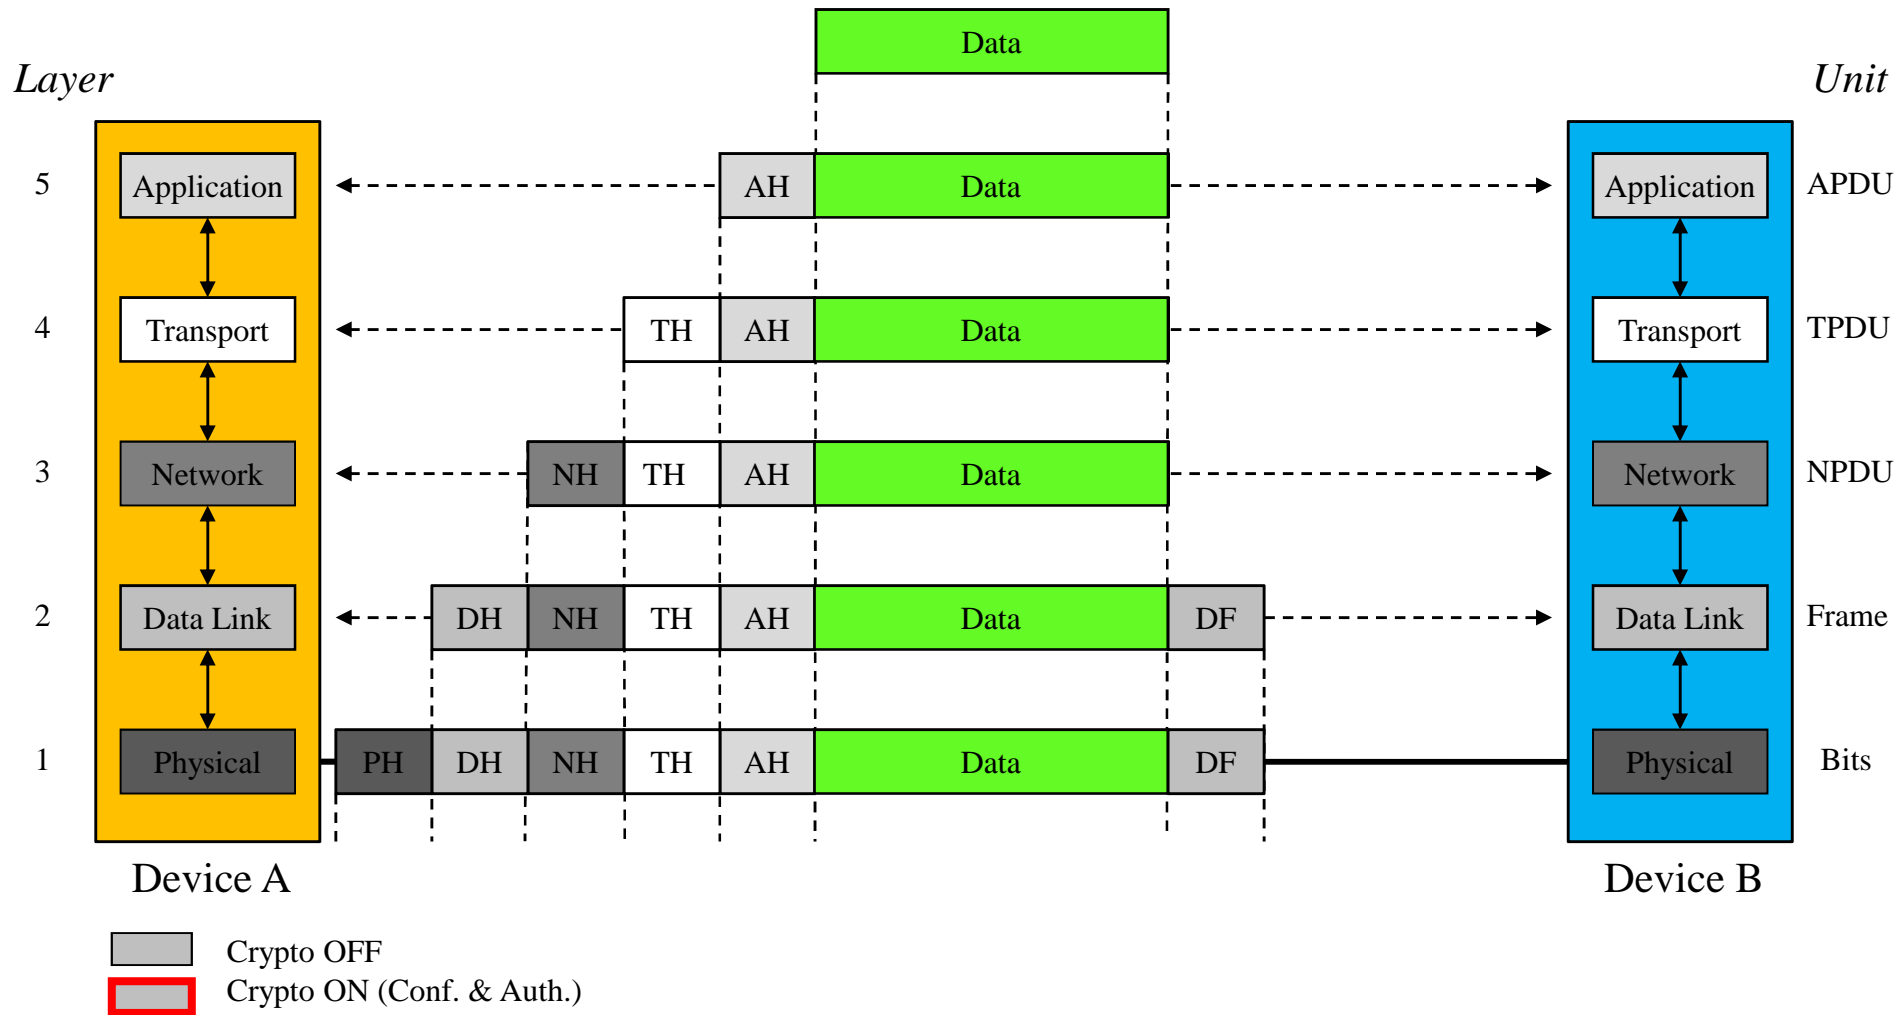 Data
Layer
Unit
5 Application AH Data Application APDU
4 Transport TH AH Data Transport TPDU
3 Network NH TH AH Data Network NPDU
2 Data Link DH NH TH AH Data DF Data Link Frame
1 Physical PH DH NH TH AH Data DF Physical Bits
Device A
Device B
Crypto OFF
Crypto ON (Conf. & Auth.)